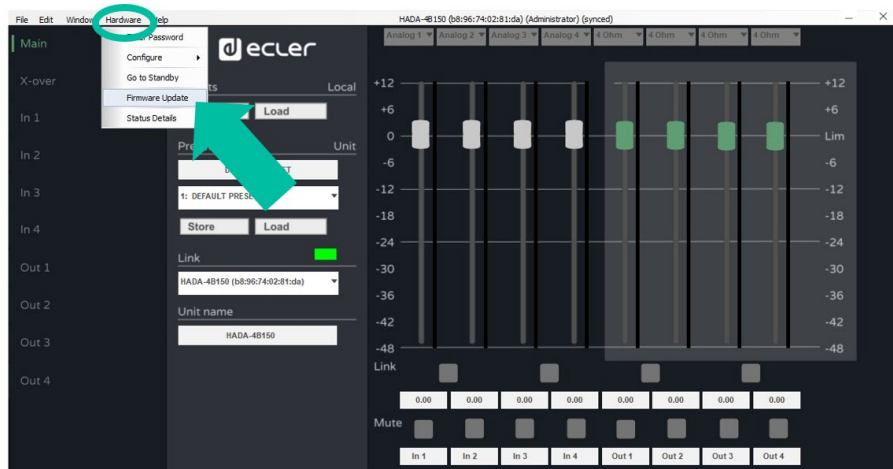 File Edit Window Hardware Help
HADA-4B150 (b8:96:74:02:81:da) (Administrator) (synced)
Password
Configure
Go to Standby
Firmware Update
Status Details
ecler
Main
X-over
In 1
In 2
In 3
In 4
Out 1
Out 2
Out 3
Out 4
Local
Load
Unit
1: DEFAULT
Store Load
Link
HADA-4B150 (b8:96:74:02:81:da)
Unit name
HADA-4B150
Analog 1 Analog 2 Analog 3 Analog 4 4 Ohm 4 Ohm 4 Ohm 4 Ohm
+12 +12
+6 +6
0 Lim
-6 -6
-12 -12
-18 -18
-24 -24
-30 -30
-36 -36
-42 -42
-48 -48
Link
0.00 0.00 0.00 0.00 0.00 0.00 0.00 0.00
Mute
In 1 In 2 In 3 In 4 Out 1 Out 2 Out 3 Out 4